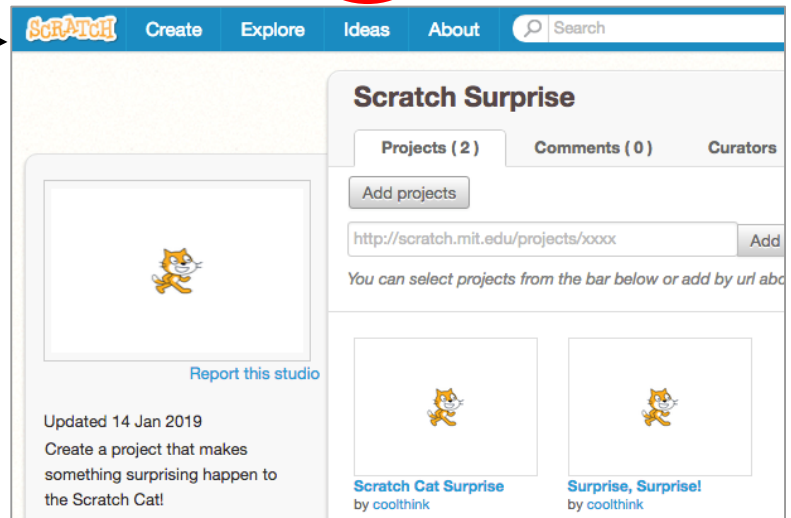 SCRATCH Create Explore Ideas About Search
Scratch Surprise
Projects ( 2 ) Comments ( 0 ) Curators
Add projects
http://scratch.mit.edu/projects/xxxx Add
You can select projects from the bar below or add by url abo
Report this studio
Updated 14 Jan 2019
Create a project that makes
something surprising happen to
the Scratch Cat!
Scratch Cat Surprise
by coolthink
Surprise, Surprise!
by coolthink